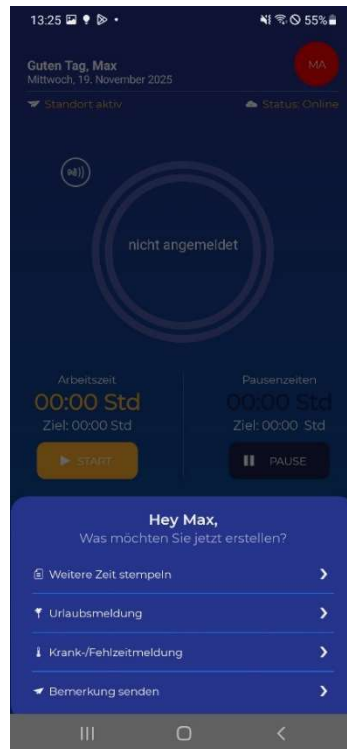 13:25 55%
Guten Tag, Max
MA
Mittwoch, 19. November 2025
Standort aktiv Status: Online
nicht angemeldet
Arbeitszeit Pausenzeiten
00:00 Std 00:00 Std
Ziel: 00:00 Std Ziel: 00:00 Std
START PAUSE
Hey Max,
Was möchten Sie jetzt erstellen?
Weitere Zeit stempeln
Urlaubsmeldung
Krank-/Fehlzeitmeldung
Bemerkung senden